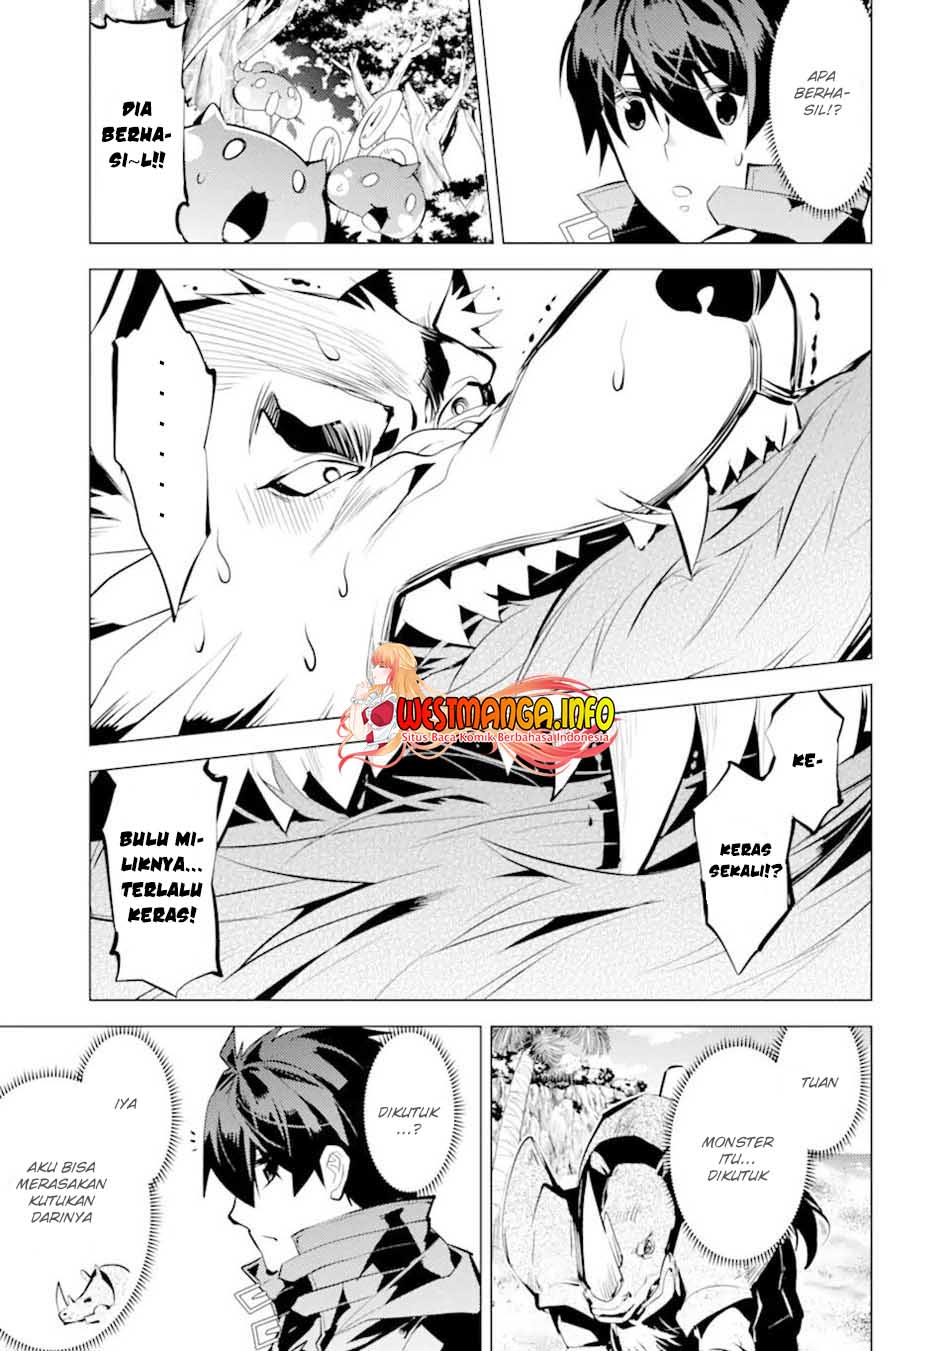 APA
BERHA-
SIL!?
DIA
BERHA-
SI~L!!
. . . . . . .
WESTMANGA.INFO
Situs Baca Komik Berbahasa Indonesia
KE-
KERAS
SEKALI!?
BULU MI-
LIKNYA...
TERLALU
KERAS!
TUAN
MONSTER
ITU...
DIKUTUK
DIKUTUK
...?
IYA
AKU BISA
MERASAKAN
KUTUKAN
DARINYA